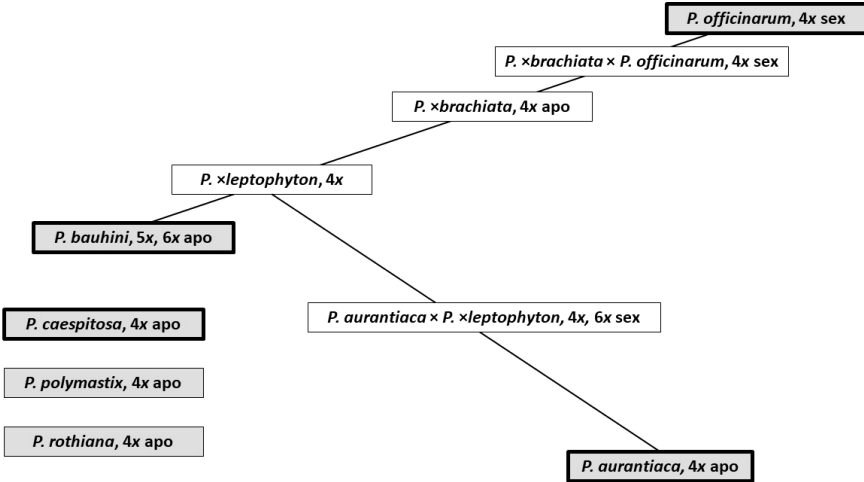 P. officinarum, 4x sex
P. ×brachiata × P. officinarum, 4x sex
P. ×brachiata, 4x apo
P. ×leptophyton, 4x
P. bauhini, 5x, 6x apo
P. caespitosa, 4x apo
P. aurantiaca × P. ×leptophyton, 4x, 6x sex
P. polymastix, 4x apo
P. rothiana, 4x apo
P. aurantiaca, 4x apo